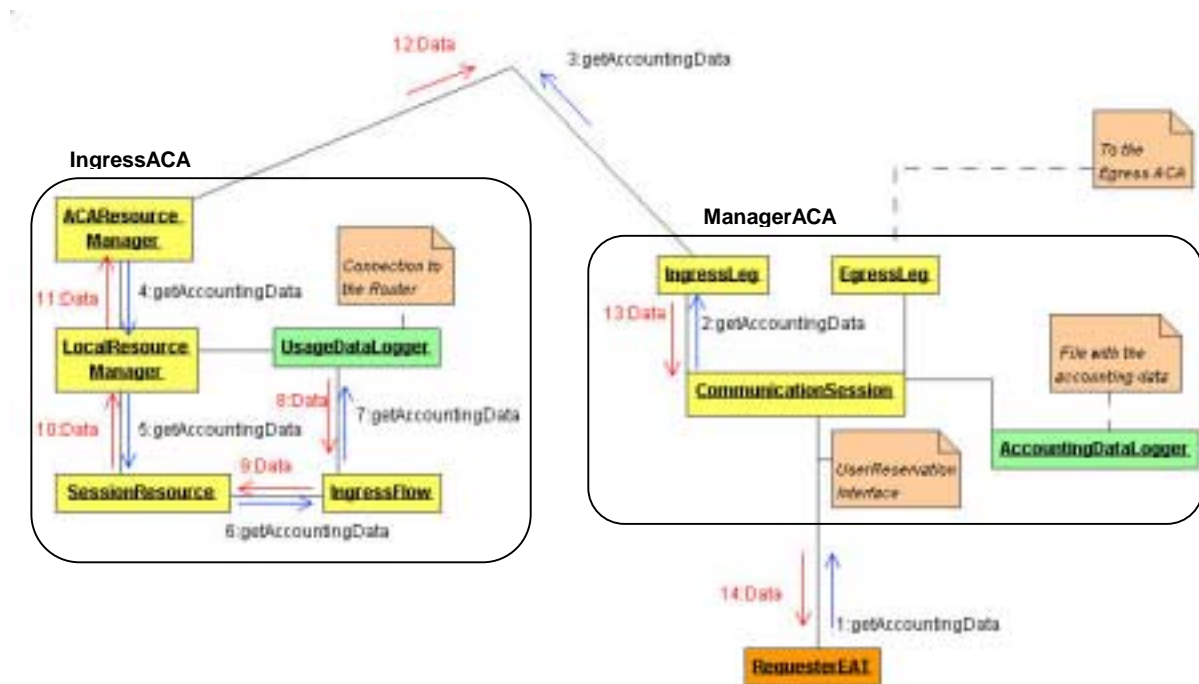 12:Data
3:getAccountingData
To the
Egress ACA
IngressACA
ManagerACA
ACAResource
Manager
Connection to
the Router
IngressLeg
EgressLeg
11:Data
4:getAccountingData
13:Data
2:getAccountingData
LocalResource
Manager
UsageDataLogger
File with the
accounting data
CommunicationSession
8:Data
7:getAccountingData
10:Data
5:getAccountingData
AccountingDataLogger
9:Data
UserReservation
Interface
SessionResource
IngressFlow
6:getAccountingData
14:Data
1:getAccountingData
RequesterEAT